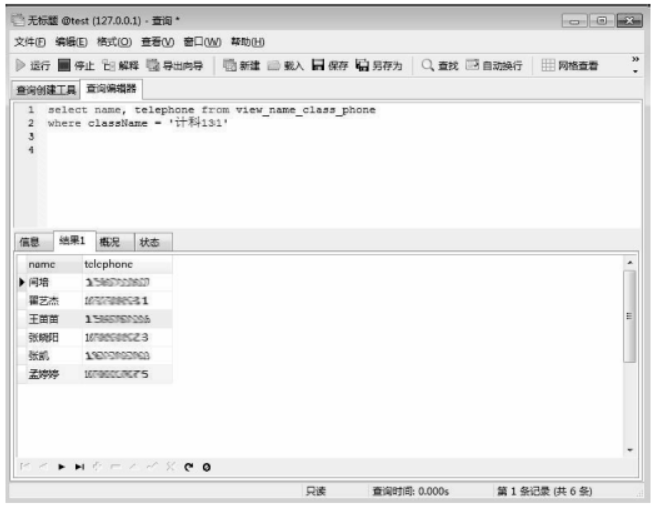 无标题 @test (127.0.0.1) - 查询 *
文件(F) 编辑(E) 格式(O) 查看(V) 窗口(W) 帮助(H)
运行 停止 解释 导出向导 新建 载入 保存 另存为 查找 自动换行 网格查看 »
查询创建工具 查询编辑器
1 select name, telephone from view_name_class_phone
2 where className = '计科131'
3
4
信息 结果1 概况 状态
name telephone
闫培
翟艺杰
王苗苗
张晓阳
张凯
孟婷婷
只读 查询时间: 0.000s 第 1 条记录 (共 6 条)